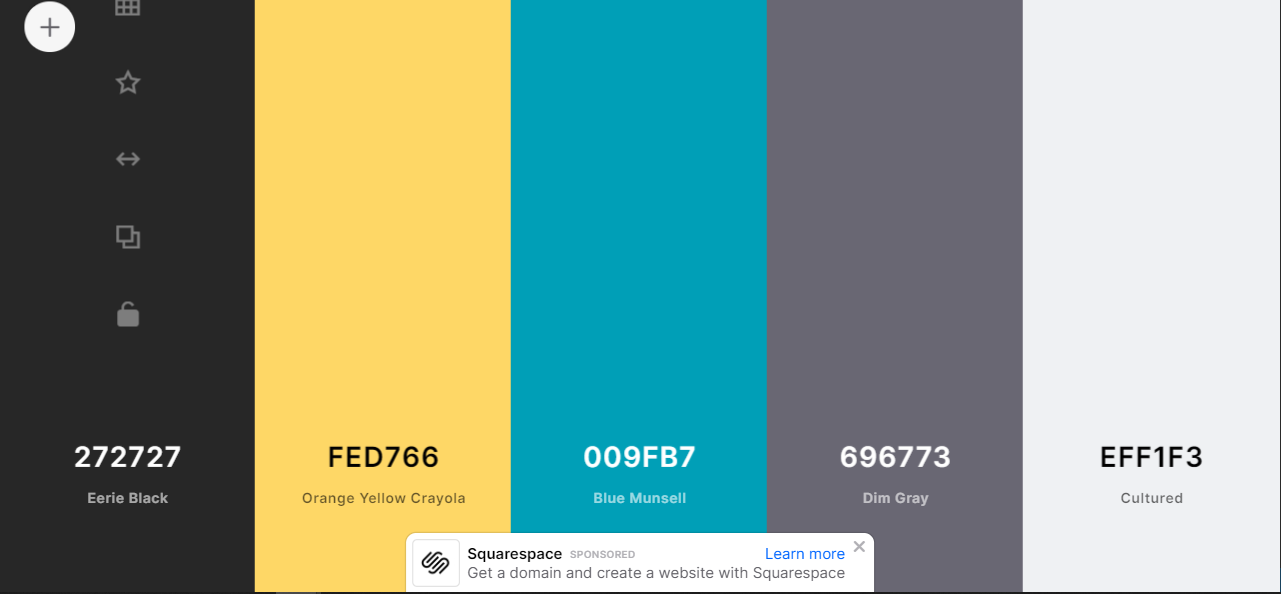 272727
Eerie Black
FED766
Orange Yellow Crayola
009FB7
Blue Munsell
696773
Dim Gray
EFF1F3
Cultured
Squarespace SPONSORED
Learn more
Get a domain and create a website with Squarespace